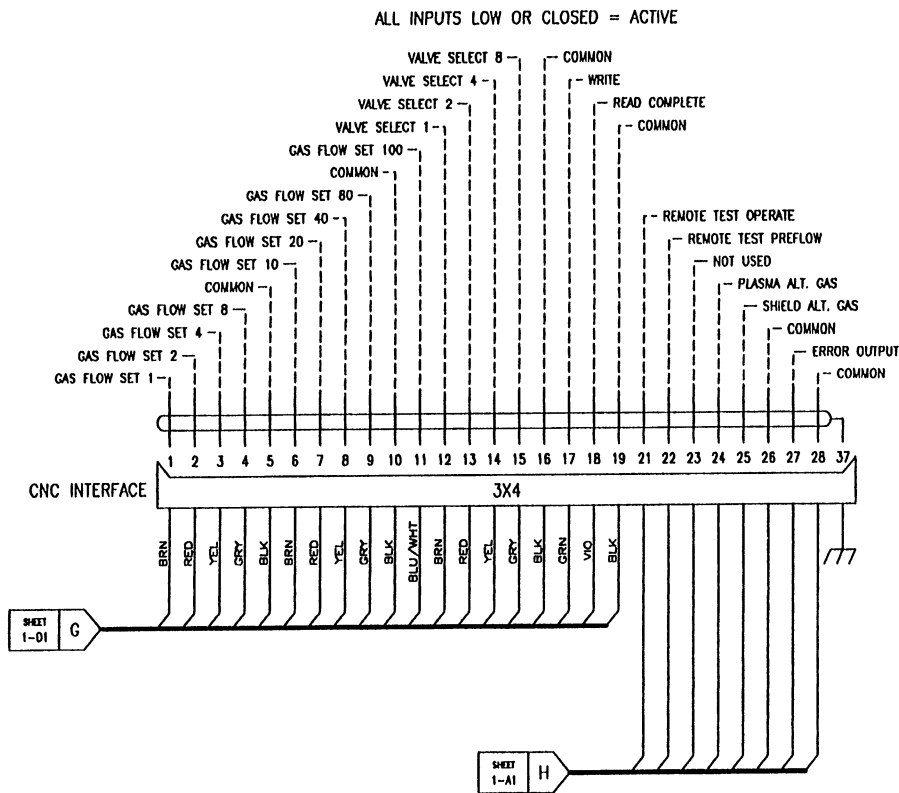 ALL INPUTS LOW OR CLOSED = ACTIVE
VALVE SELECT 8
COMMON
VALVE SELECT 4
WRITE
VALVE SELECT 2
READ COMPLETE
VALVE SELECT 1
COMMON
GAS FLOW SET 100
COMMON
GAS FLOW SET 80
GAS FLOW SET 40
REMOTE TEST OPERATE
GAS FLOW SET 20
REMOTE TEST PREFLOW
GAS FLOW SET 10
NOT USED
COMMON
PLASMA ALT. GAS
GAS FLOW SET 8
SHIELD ALT. GAS
GAS FLOW SET 4
COMMON
GAS FLOW SET 2
ERROR OUTPUT
GAS FLOW SET 1
COMMON
1 2 3 4 5 6 7 8 9 10 11 12 13 14 15 16 17 18 19 21 22 23 24 25 26 27 28 37
CNC INTERFACE 3X4
BRN RED YEL GRY BLK BRN RED YEL GRY BLK BLU/WHT BRN RED YEL GRY BLK GRN VIO BLK
SHEET
1-D1 G
SHEET
1-A1 H